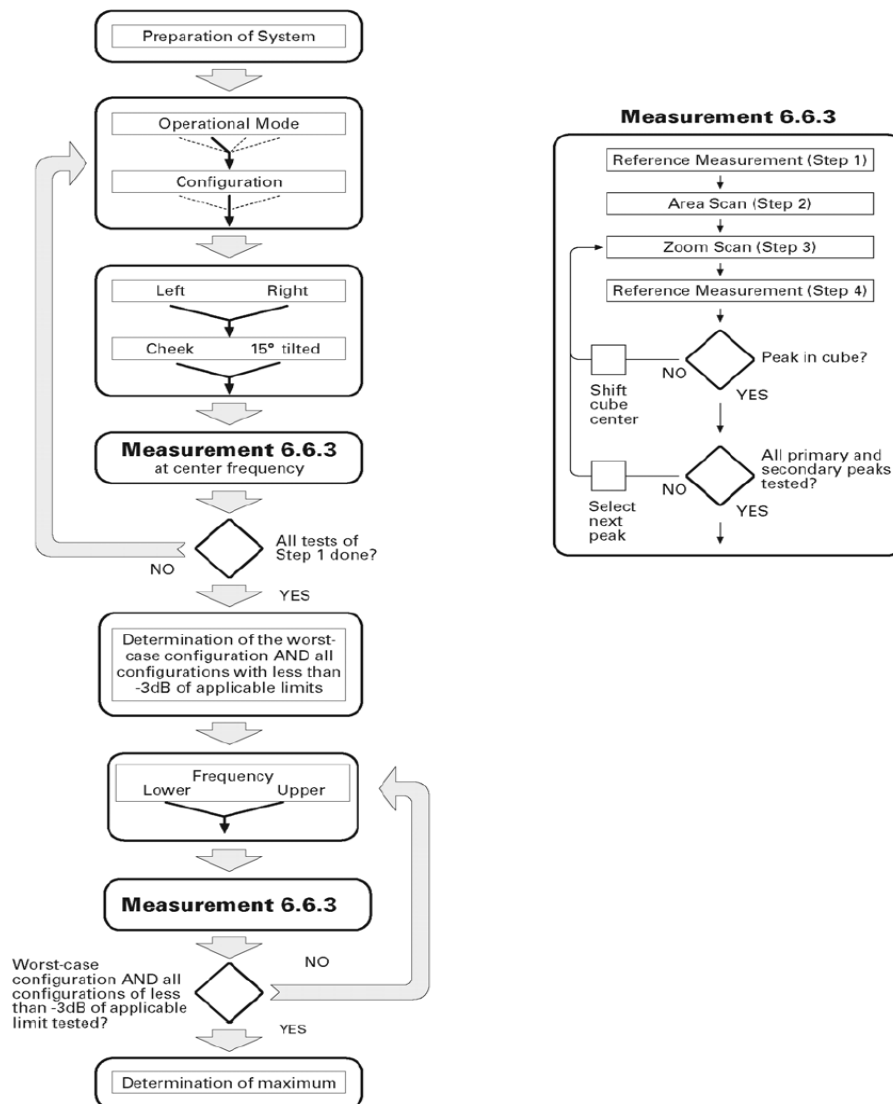 Preparation of System
Operational Mode
Configuration
Left Right
Cheek 15° tilted
Measurement 6.6.3
at center frequency
All tests of
Step 1 done?
NO
YES
Determination of the worst-
case configuration AND all
configurations with less than
-3dB of applicable limits
Frequency
Lower Upper
Measurement 6.6.3
Worst-case
configuration AND all
configurations of less
than -3dB of applicable
limit tested?
NO
YES
Determination of maximum
Measurement 6.6.3
Reference Measurement (Step 1)
Area Scan (Step 2)
Zoom Scan (Step 3)
Reference Measurement (Step 4)
Peak in cube?
NO
Shift
cube
center
YES
All primary and
secondary peaks
tested?
NO
Select
next
peak
YES